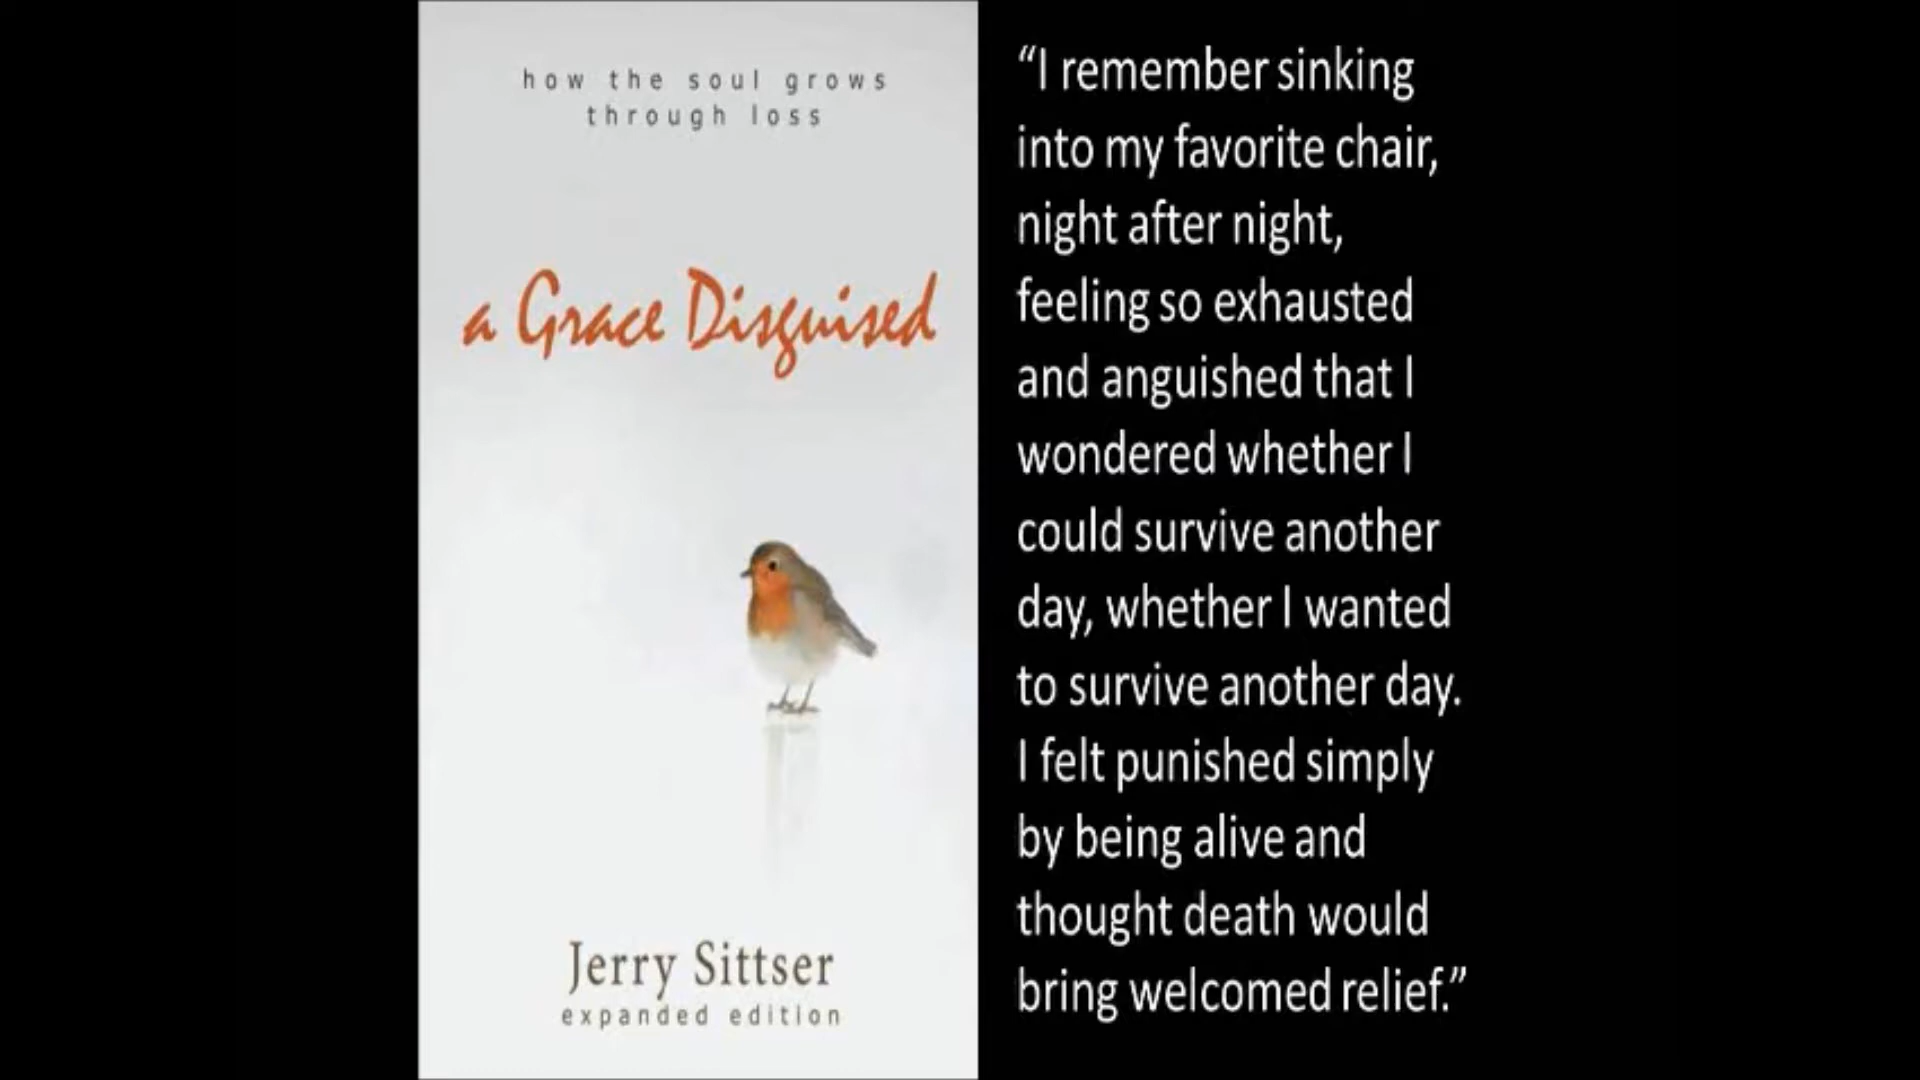 how the soul grows
through loss
a Grace Disguised
Jerry Sittser
expanded edition
“I remember sinking
into my favorite chair,
night after night,
feeling so exhausted
and anguished that I
wondered whether I
could survive another
day, whether I wanted
to survive another day.
I felt punished simply
by being alive and
thought death would
bring welcomed relief.”